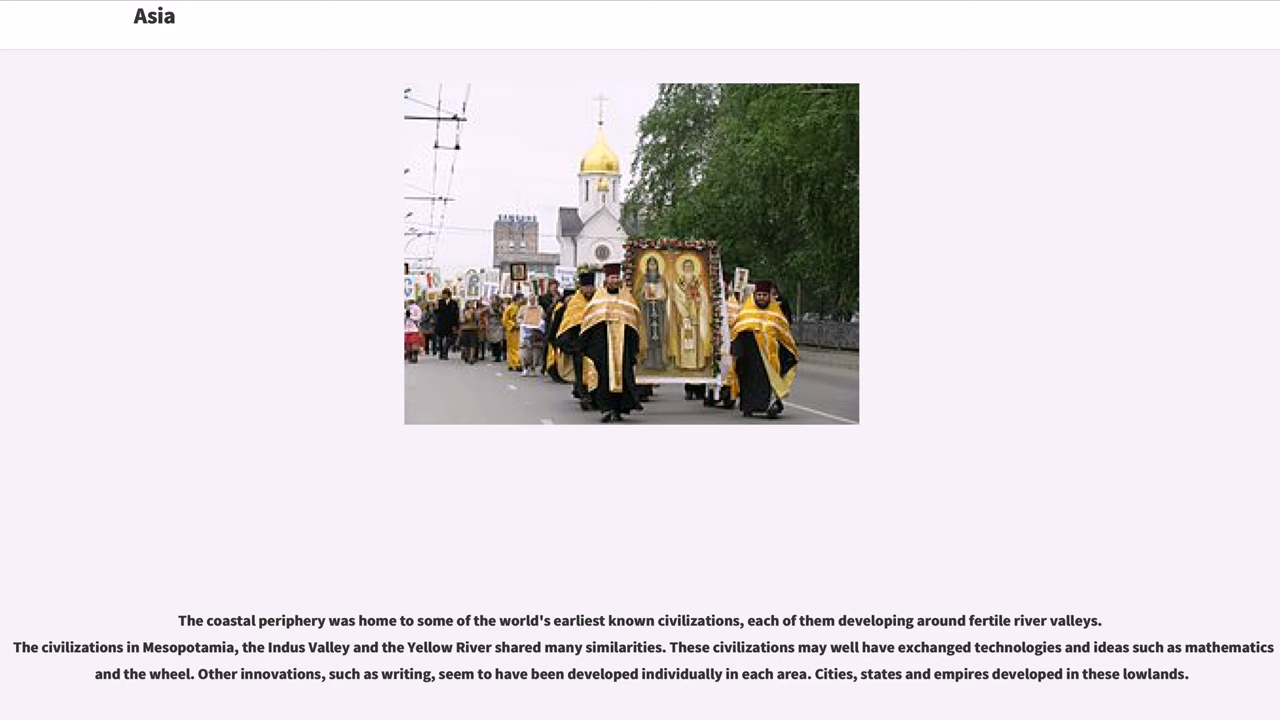 Asia
The coastal periphery was home to some of the world's earliest known civilizations, each of them developing around fertile river valleys.
The civilizations in Mesopotamia, the Indus Valley and the Yellow River shared many similarities. These civilizations may well have exchanged technologies and ideas such as mathematics
and the wheel. Other innovations, such as writing, seem to have been developed individually in each area. Cities, states and empires developed in these lowlands.